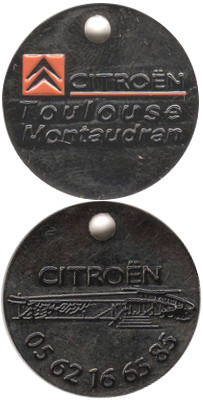 CITROËN
Toulouse
Montaudran
CITROËN
05 62 16 65 85